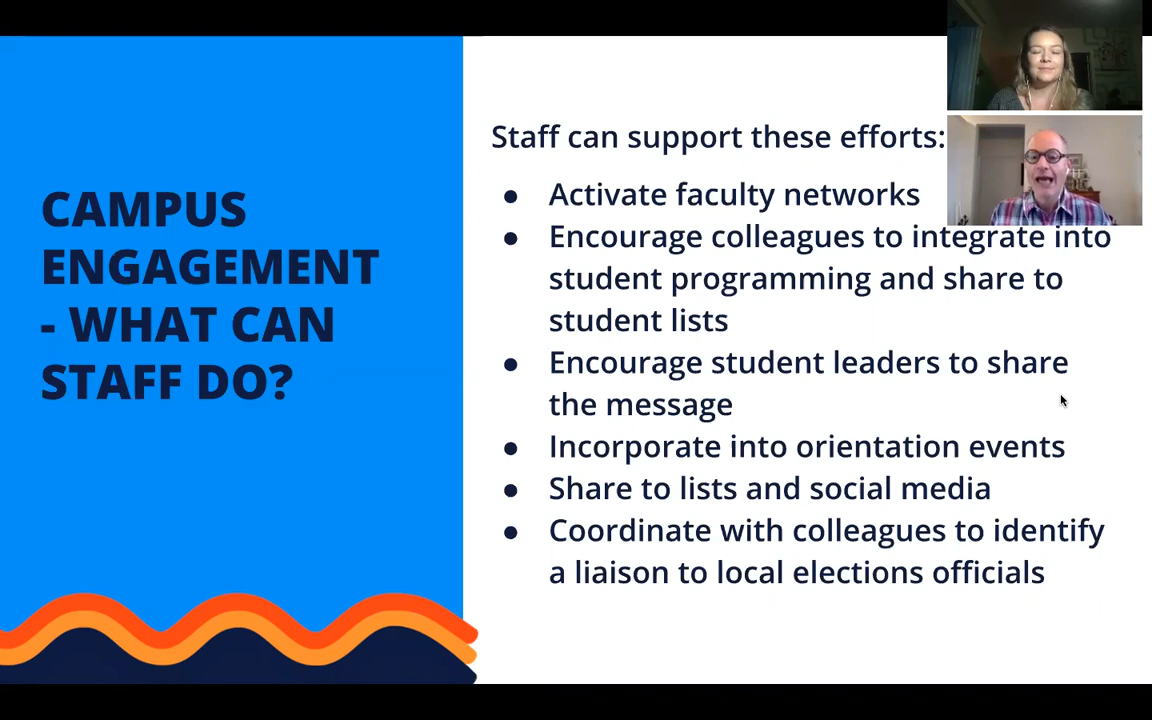 CAMPUS
ENGAGEMENT
- WHAT CAN
STAFF DO?
Staff can support these efforts:
● Activate faculty networks
● Encourage colleagues to integrate into
student programming and share to
student lists
● Encourage student leaders to share
the message
● Incorporate into orientation events
● Share to lists and social media
● Coordinate with colleagues to identify
a liaison to local elections officials